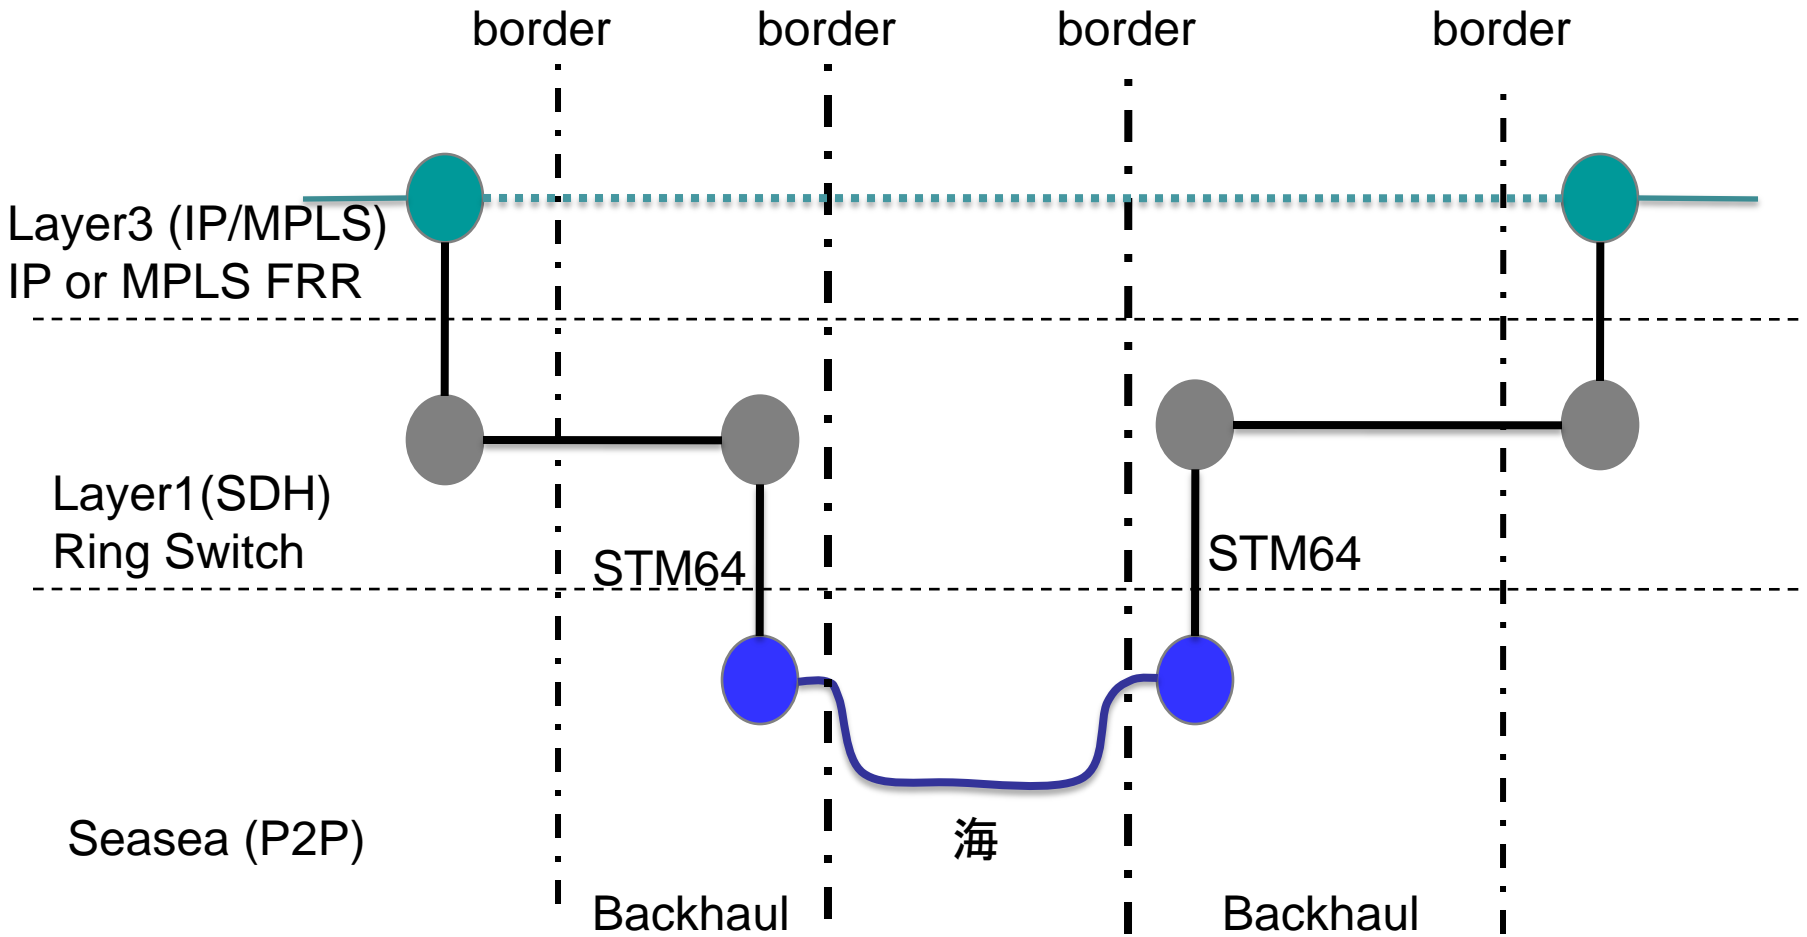 border
border
border
border
Layer3 (IP/MPLS)
IP or MPLS FRR
Layer1(SDH)
Ring Switch
STM64
STM64
Seasea (P2P)
海
Backhaul
Backhaul